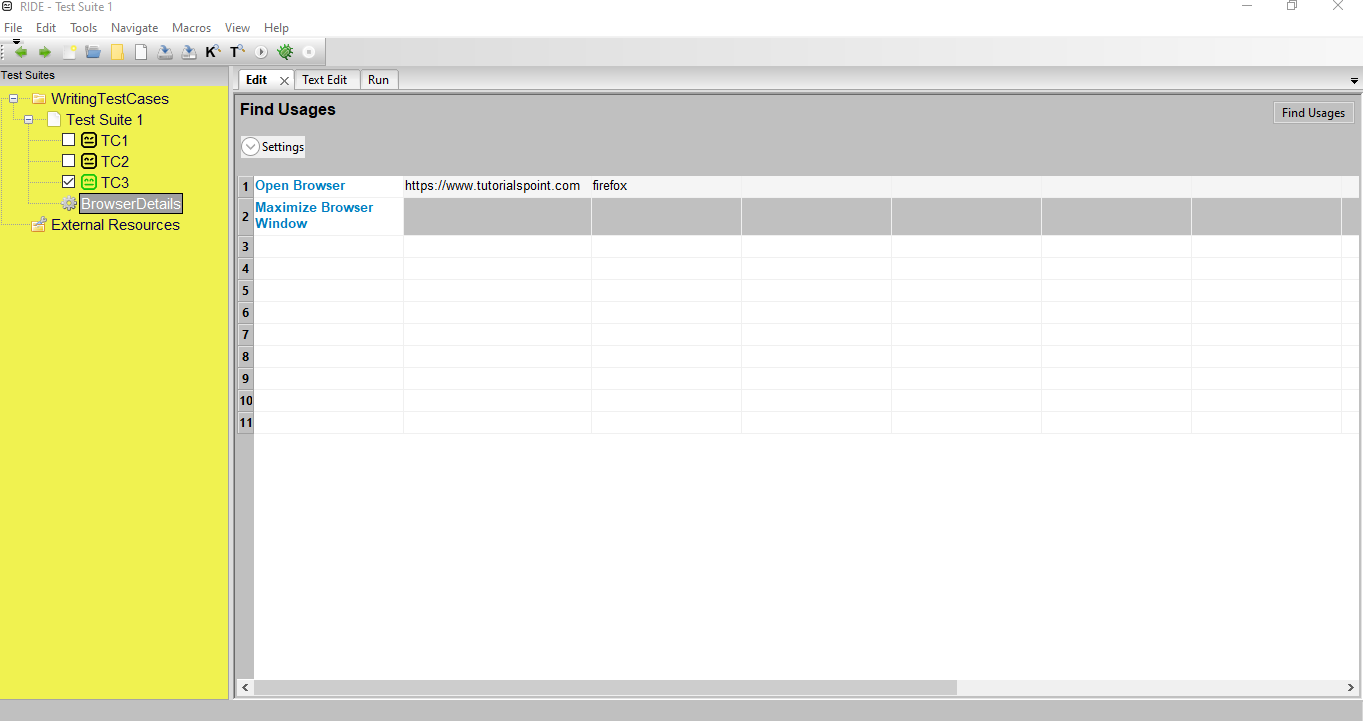 RIDE - Test Suite 1
File Edit Tools Navigate Macros View Help
K T
Test Suites
Edit Text Edit Run
WritingTestCases
Test Suite 1
TC1
TC2
TC3
BrowserDetails
External Resources
Find Usages Find Usages
Settings
1 Open Browser https://www.tutorialspoint.com firefox
2 Maximize Browser
Window
3
4
5
6
7
8
9
10
11